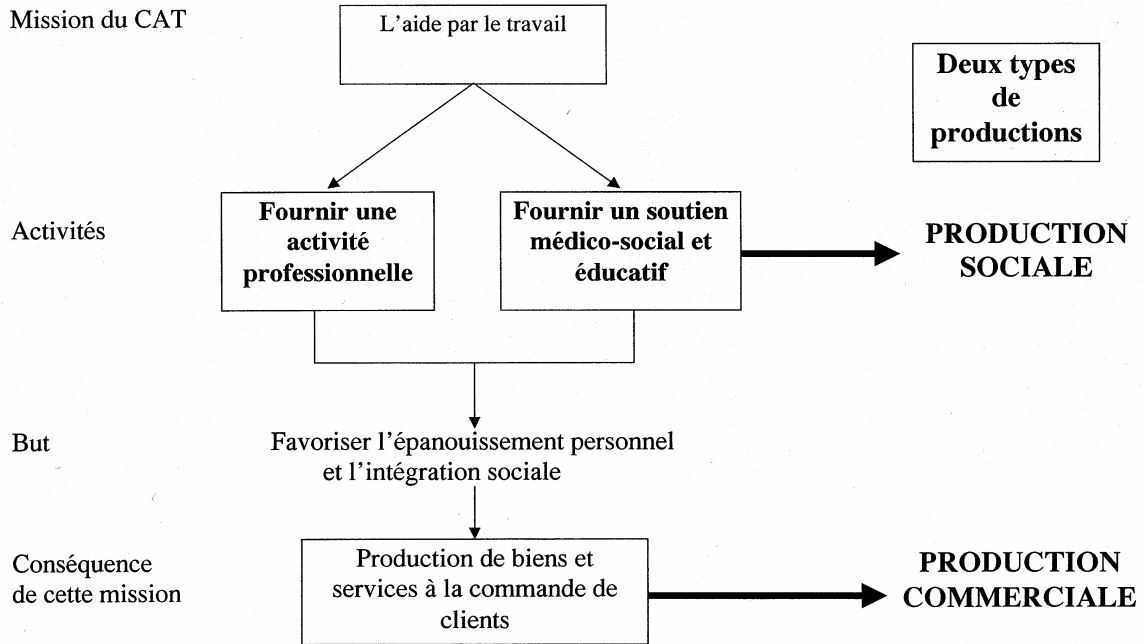 Mission du CAT
L'aide par le travail
Deux types
de
productions
Activités
Fournir une
activité
professionnelle
Fournir un soutien
médico-social et
éducatif
PRODUCTION
SOCIALE
But
Favoriser l'épanouissement personnel
et l'intégration sociale
Conséquence
de cette mission
Production de biens et
services à la commande de
clients
PRODUCTION
COMMERCIALE